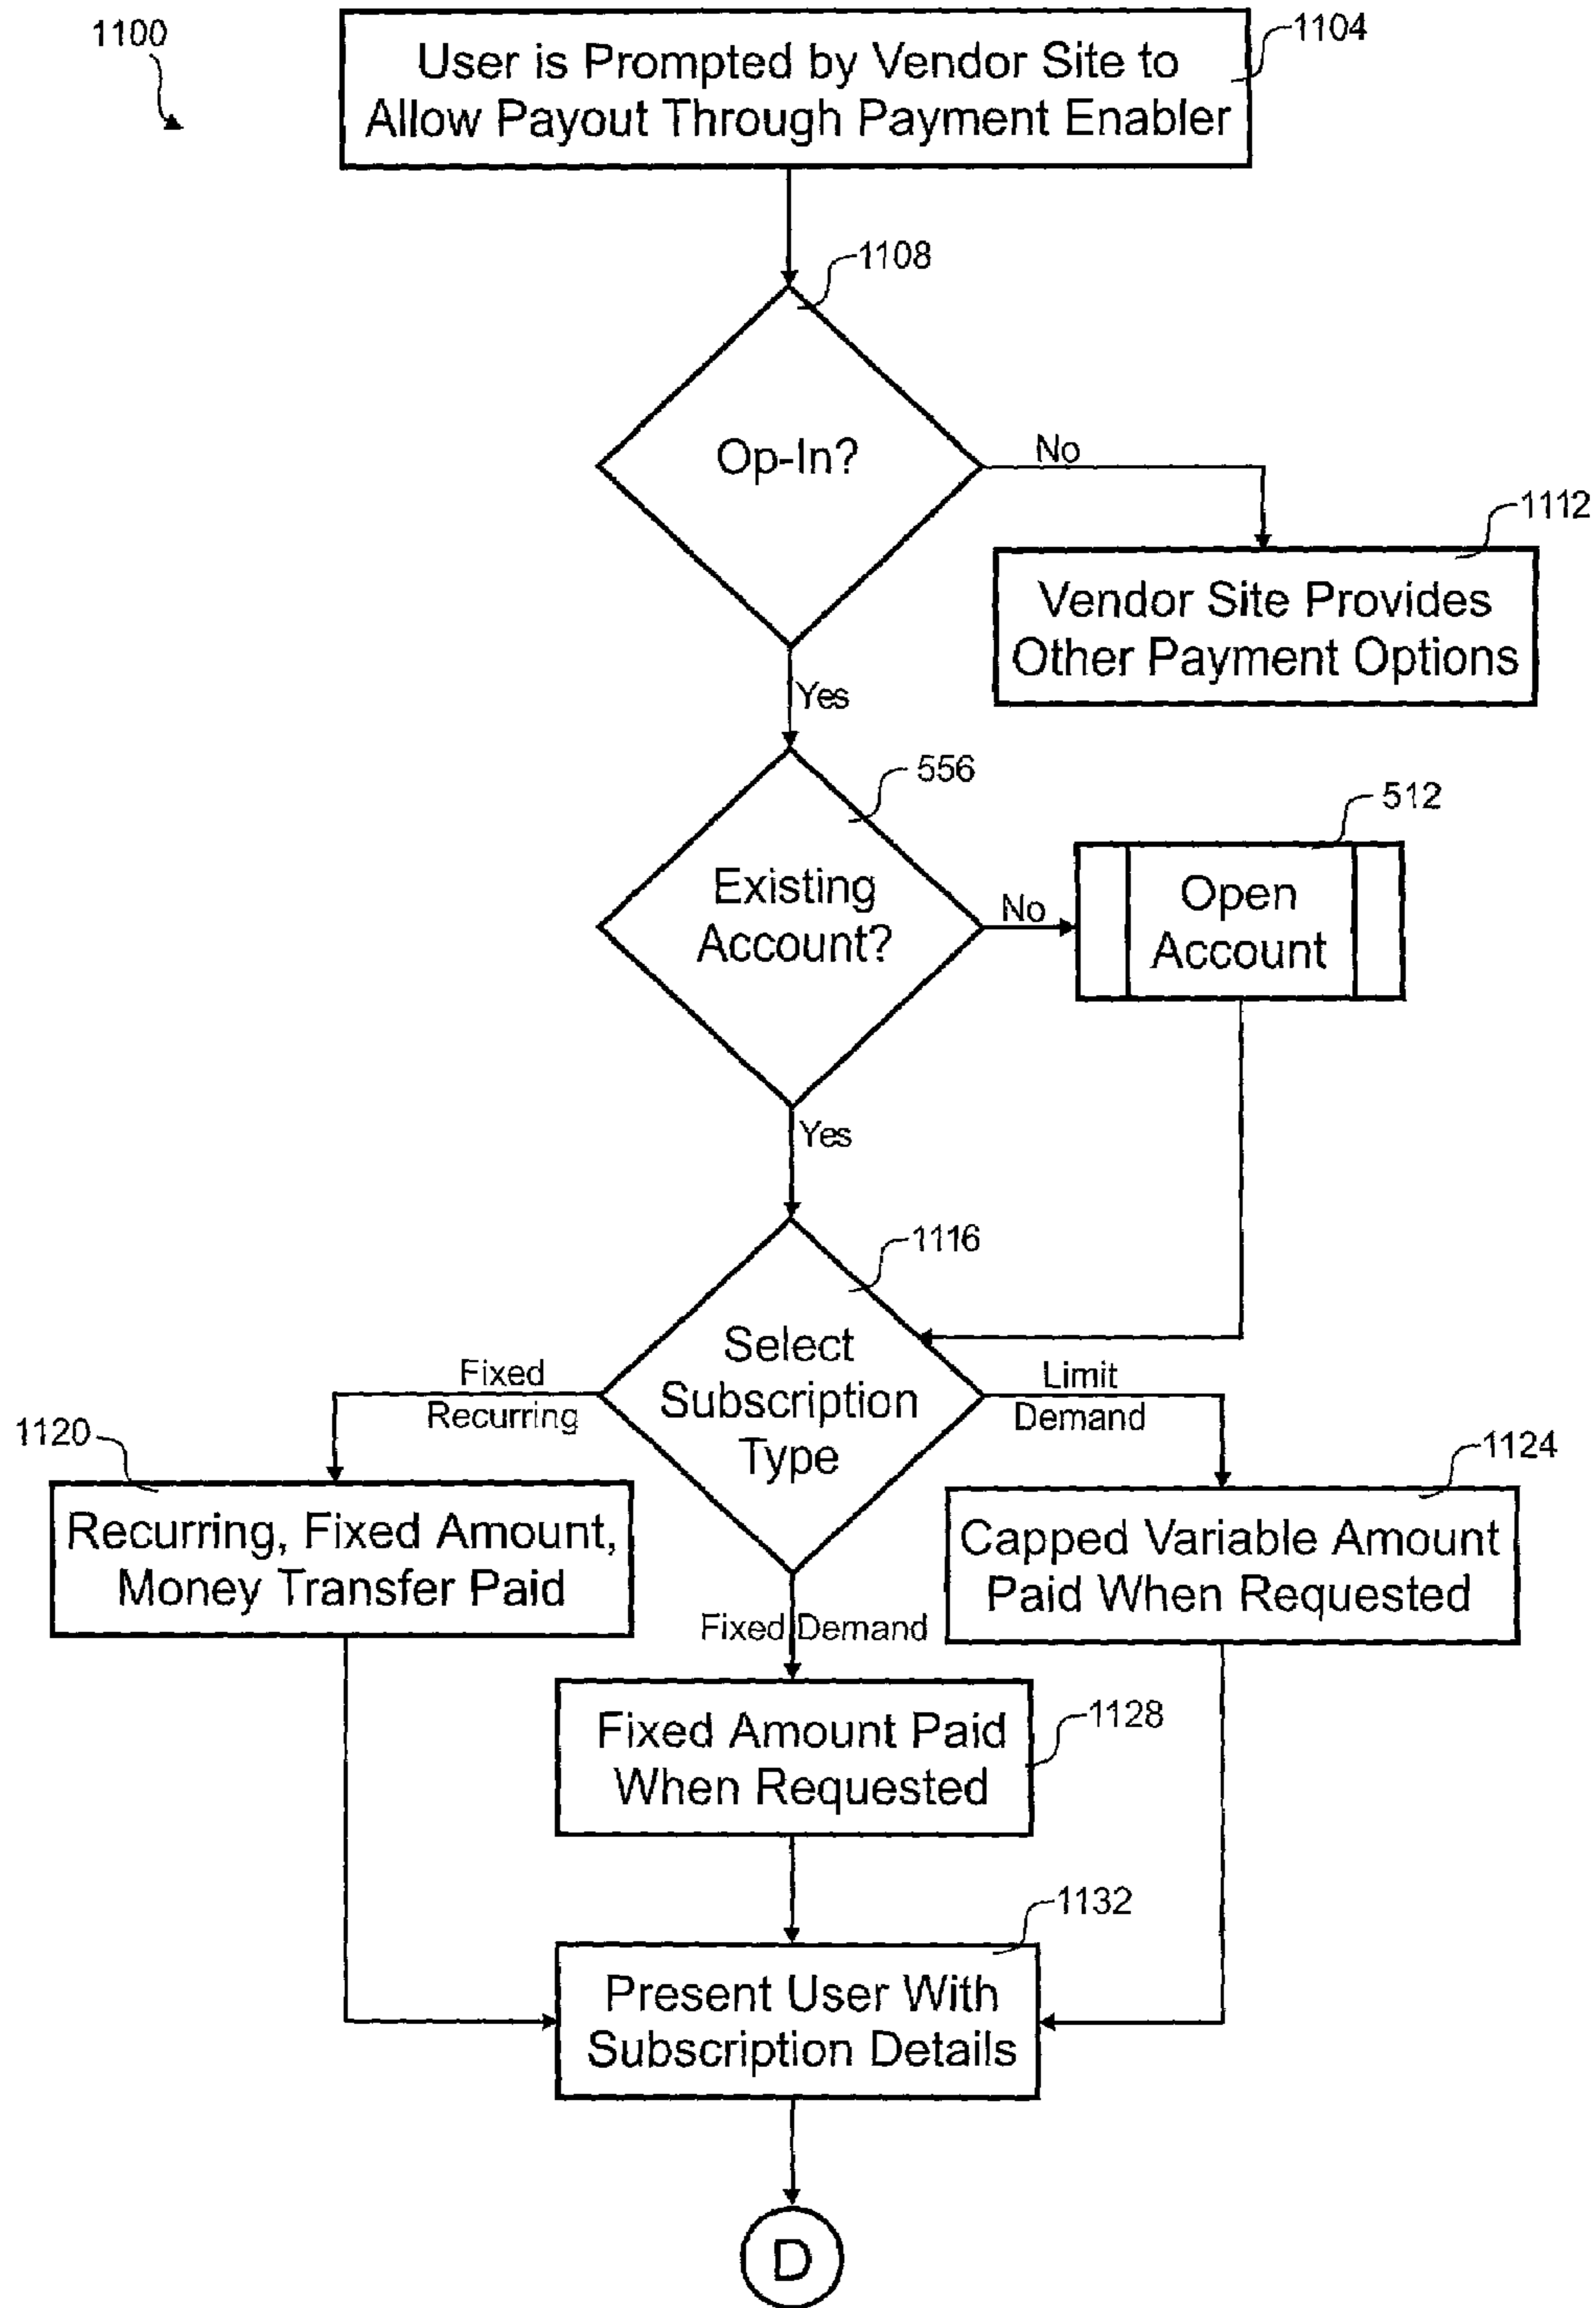 1100
1104
User is Prompted by Vendor Site to
Allow Payout Through Payment Enabler
1108
Op-In?
No
1112
Vendor Site Provides
Other Payment Options
Yes
556
512
Existing
Account?
No
Open
Account
Yes
1116
Select
Subscription
Type
Fixed
Recurring
Limit
Demand
1120
1124
Recurring, Fixed Amount,
Money Transfer Paid
Capped Variable Amount
Paid When Requested
Fixed Demand
1128
Fixed Amount Paid
When Requested
1132
Present User With
Subscription Details
D